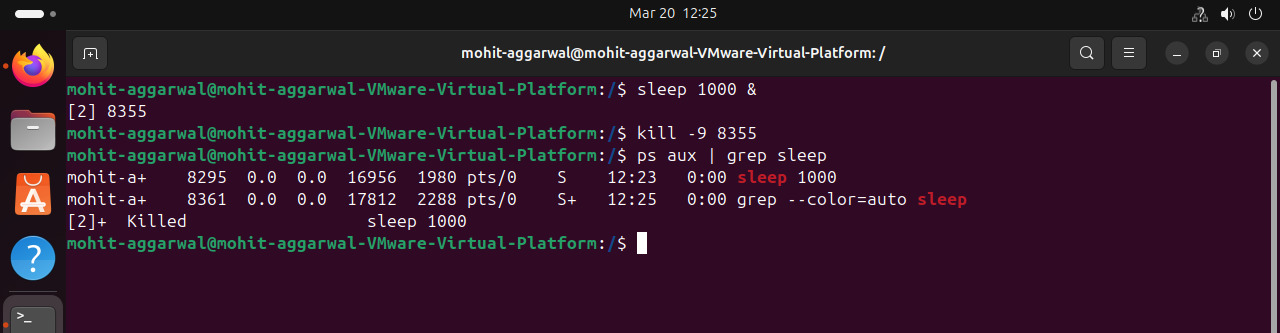 Mar 20 12:25
mohit-aggarwal@mohit-aggarwal-VMware-Virtual-Platform: /
mohit-aggarwal@mohit-aggarwal-VMware-Virtual-Platform:/$ sleep 1000 &
[2] 8355
mohit-aggarwal@mohit-aggarwal-VMware-Virtual-Platform:/$ kill -9 8355
mohit-aggarwal@mohit-aggarwal-VMware-Virtual-Platform:/$ ps aux | grep sleep
mohit-a+    8295  0.0  0.0  16956  1980 pts/0    S    12:23   0:00 sleep 1000
mohit-a+    8361  0.0  0.0  17812  2288 pts/0    S+   12:25   0:00 grep --color=auto sleep
[2]+  Killed                  sleep 1000
mohit-aggarwal@mohit-aggarwal-VMware-Virtual-Platform:/$